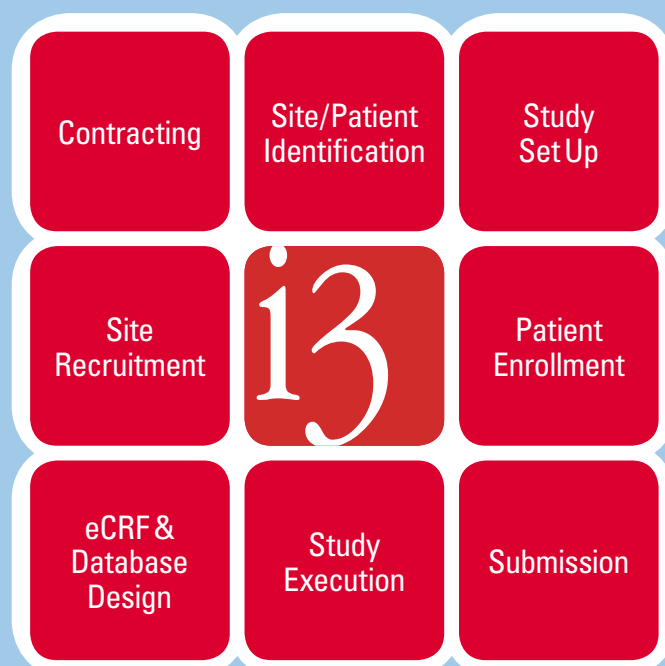 Contracting
Site/Patient
Identification
Study
Set Up
Site
Recruitment
i3
Patient
Enrollment
eCRF &
Database
Design
Study
Execution
Submission